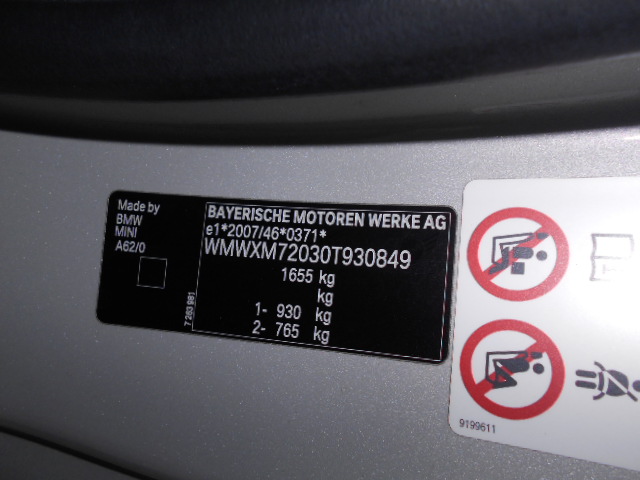 Made by
BMW
MINI
A62/0
7 263 981
BAYERISCHE MOTOREN WERKE AG
e1*2007/46*0371*
WMWXM72030T930849
1655 kg
kg
1- 930 kg
2- 765 kg
9199611